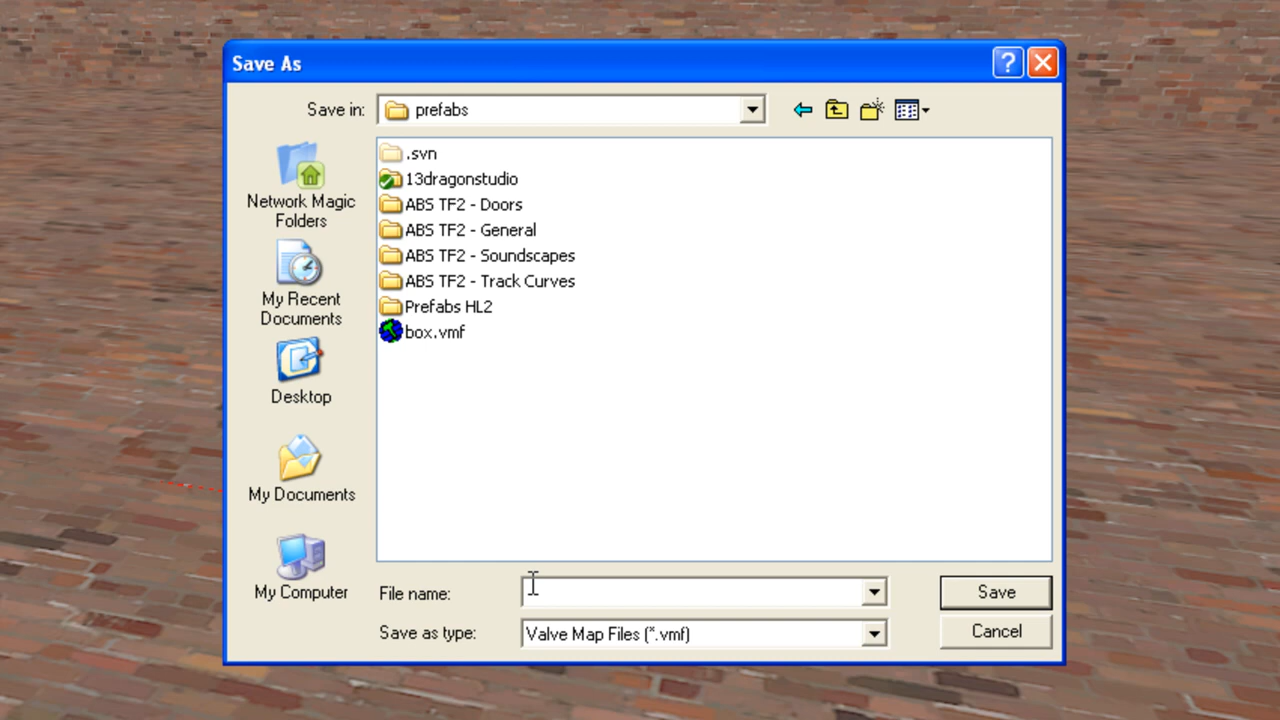 Save As
Save in:
prefabs
Network Magic
Folders
My Recent
Documents
Desktop
My Documents
My Computer
.svn
13dragonstudio
ABS TF2 - Doors
ABS TF2 - General
ABS TF2 - Soundscapes
ABS TF2 - Track Curves
Prefabs HL2
box.vmf
File name:
Save
Save as type:
Valve Map Files (*.vmf)
Cancel